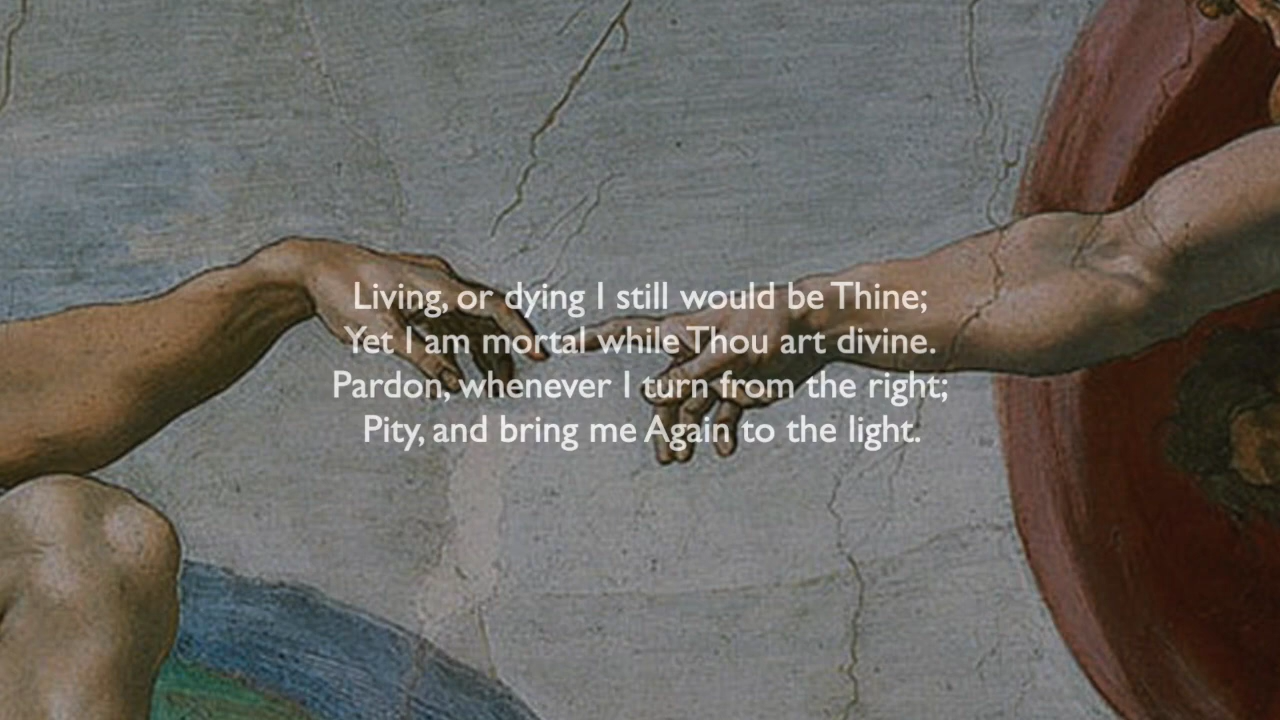 Living, or dying I still would be Thine;
Yet I am mortal while Thou art divine.
Pardon, whenever I turn from the right;
Pity, and bring me Again to the light.